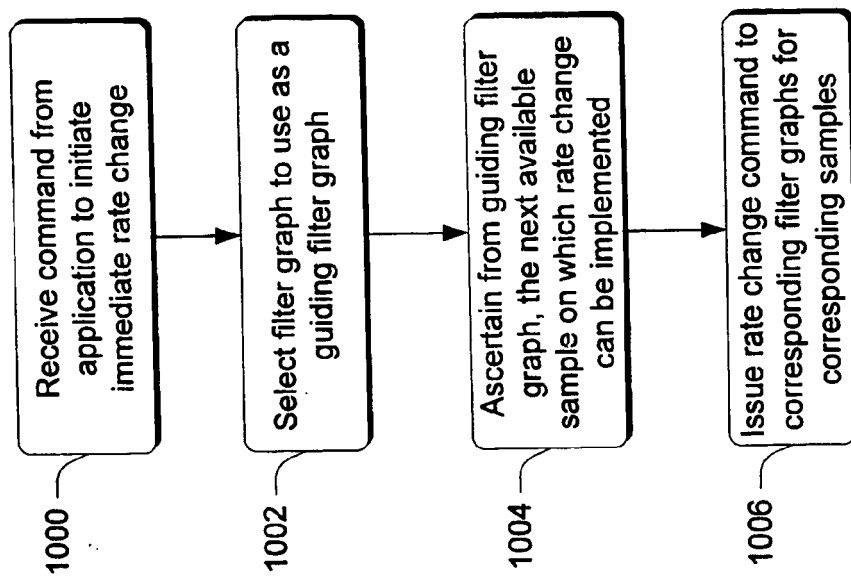 1000
Receive command from
application to initiate
immediate rate change
1002
Select filter graph to use as a
guiding filter graph
1004
Ascertain from guiding filter
graph, the next available
sample on which rate change
can be implemented
1006
Issue rate change command to
corresponding filter graphs for
corresponding samples